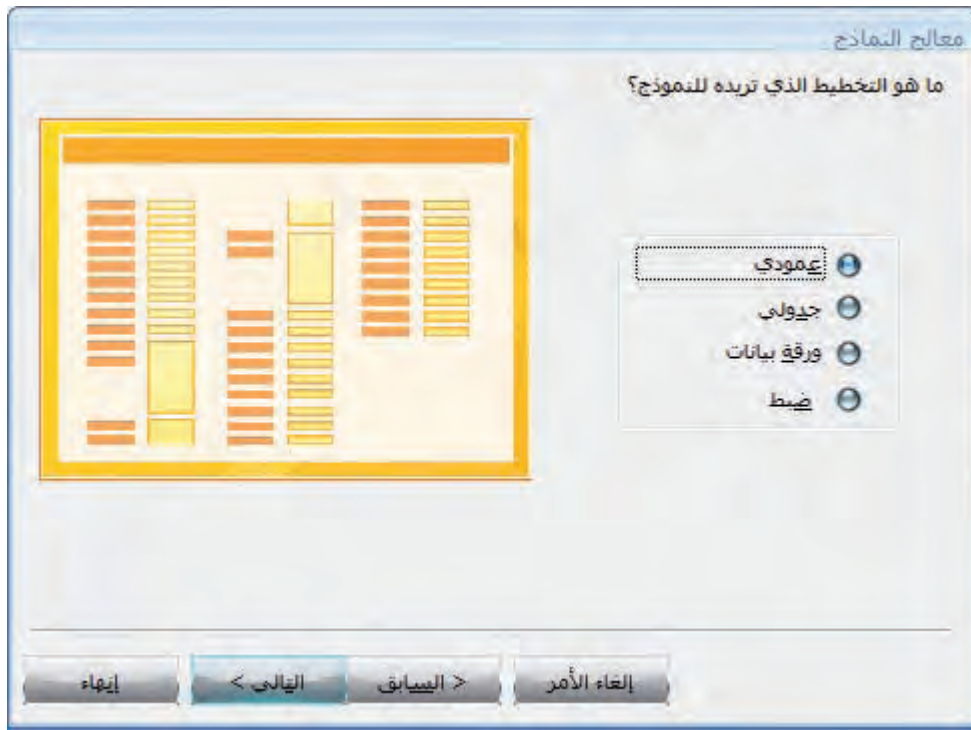 معالج النماذج
ما هو التخطيط الذي تريده للنموذج؟
عمودي
جدولي
ورقة بيانات
ضبط
إلغاء الأمر
< السابق
التالي >
إنهاء